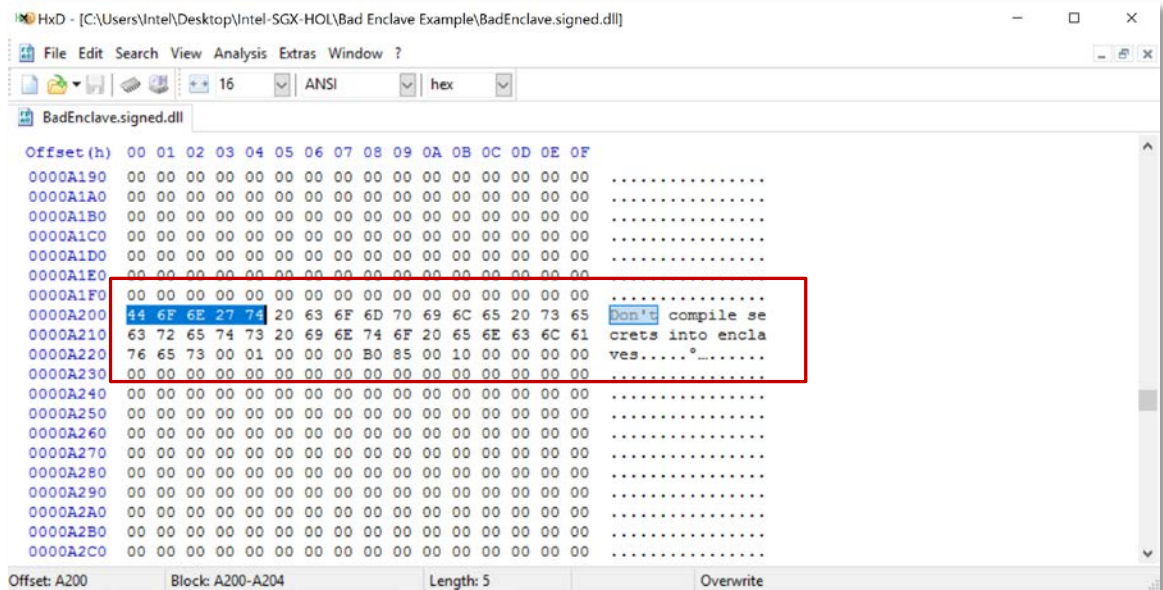 HxD - [C:\Users\Intel\Desktop\Intel-SGX-HOL\Bad Enclave Example\BadEnclave.signed.dll]
File Edit Search View Analysis Extras Window ?
16 ANSI hex
BadEnclave.signed.dll
Offset(h) 00 01 02 03 04 05 06 07 08 09 0A 0B 0C 0D 0E 0F
0000A190 00 00 00 00 00 00 00 00 00 00 00 00 00 00 00 00 ................
0000A1A0 00 00 00 00 00 00 00 00 00 00 00 00 00 00 00 00 ................
0000A1B0 00 00 00 00 00 00 00 00 00 00 00 00 00 00 00 00 ................
0000A1C0 00 00 00 00 00 00 00 00 00 00 00 00 00 00 00 00 ................
0000A1D0 00 00 00 00 00 00 00 00 00 00 00 00 00 00 00 00 ................
0000A1E0 00 00 00 00 00 00 00 00 00 00 00 00 00 00 00 00 ................
0000A1F0 00 00 00 00 00 00 00 00 00 00 00 00 00 00 00 00 ................
0000A200 44 6F 6E 27 74 20 63 6F 6D 70 69 6C 65 20 73 65 Don't compile se
0000A210 63 72 65 74 73 20 69 6E 74 6F 20 65 6E 63 6C 61 crets into encla
0000A220 76 65 73 00 01 00 00 00 B0 85 00 10 00 00 00 00 ves.....°…......
0000A230 00 00 00 00 00 00 00 00 00 00 00 00 00 00 00 00 ................
0000A240 00 00 00 00 00 00 00 00 00 00 00 00 00 00 00 00 ................
0000A250 00 00 00 00 00 00 00 00 00 00 00 00 00 00 00 00 ................
0000A260 00 00 00 00 00 00 00 00 00 00 00 00 00 00 00 00 ................
0000A270 00 00 00 00 00 00 00 00 00 00 00 00 00 00 00 00 ................
0000A280 00 00 00 00 00 00 00 00 00 00 00 00 00 00 00 00 ................
0000A290 00 00 00 00 00 00 00 00 00 00 00 00 00 00 00 00 ................
0000A2A0 00 00 00 00 00 00 00 00 00 00 00 00 00 00 00 00 ................
0000A2B0 00 00 00 00 00 00 00 00 00 00 00 00 00 00 00 00 ................
0000A2C0 00 00 00 00 00 00 00 00 00 00 00 00 00 00 00 00 ................
Offset: A200 Block: A200-A204 Length: 5 Overwrite